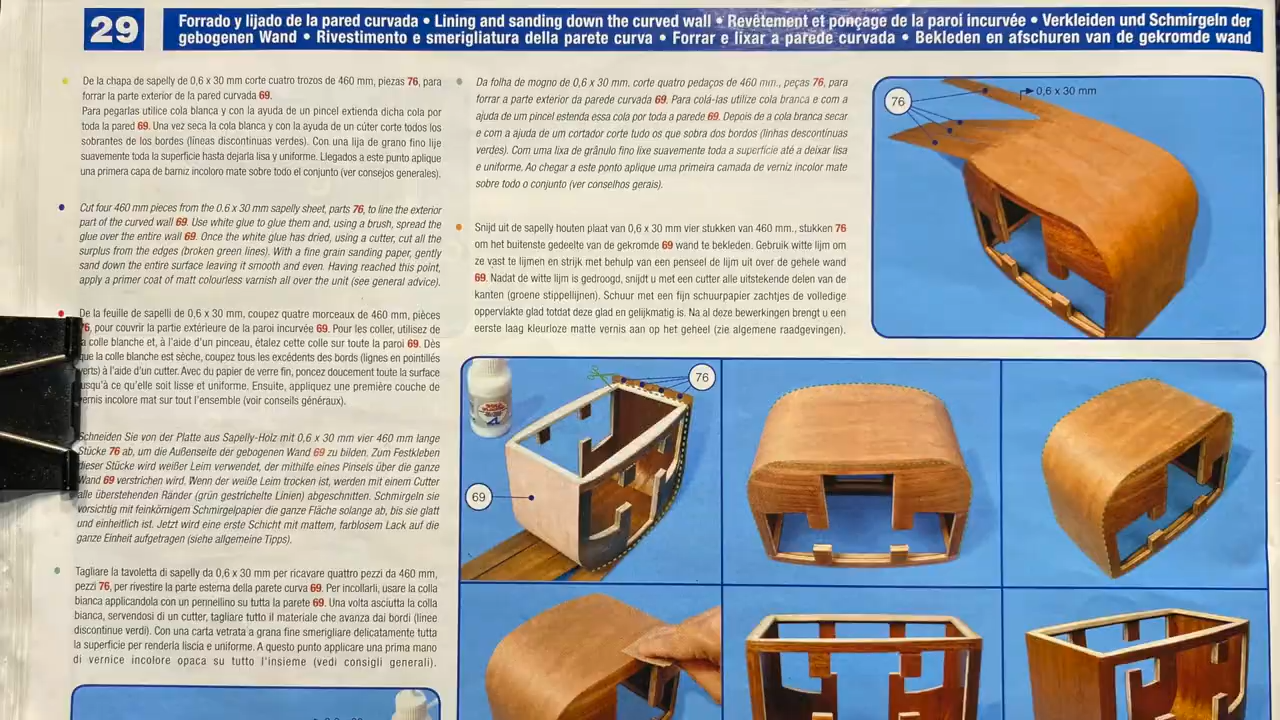 29
Forrado y lijado de la pared curvada • Lining and sanding down the curved wall • Revêtement et ponçage de la paroi incurvée • Verkleiden und Schmirgeln der
gebogenen Wand • Rivestimento e smerigliatura della parete curva • Forrar e lixar a parede curvada • Bekleden en afschuren van de gekromde wand
De la chapa de sapelly de 0,6 x 30 mm corte cuatro trozos de 460 mm, piezas 76, para
forrar la parte exterior de la pared curvada 69.
Para pegarlas utilice cola blanca y con la ayuda de un pincel extienda dicha cola por
toda la pared 69. Una vez seca la cola blanca y con la ayuda de un cúter corte todos los
sobrantes de los bordes (líneas discontinuas verdes). Con una lija de grano fino lije
suavemente toda la superficie hasta dejarla lisa y uniforme. Llegados a este punto aplique
una primera capa de barniz incoloro mate sobre todo el conjunto (ver consejos generales).
Cut four 460 mm pieces from the 0.6 x 30 mm sapelly sheet, parts 76, to line the exterior
part of the curved wall 69. Use white glue to glue them and, using a brush, spread the
glue over the entire wall 69. Once the white glue has dried, using a cutter, cut all the
surplus from the edges (broken green lines). With a fine grain sanding paper, gently
sand down the entire surface leaving it smooth and even. Having reached this point,
apply a primer coat of matt colourless varnish all over the unit (see general advice).
De la feuille de sapelli de 0,6 x 30 mm, coupez quatre morceaux de 460 mm, pièces
76, pour couvrir la partie extérieure de la paroi incurvée 69. Pour les coller, utilisez de
a colle blanche et, à l'aide d'un pinceau, étalez cette colle sur toute la paroi 69. Dès
que la colle blanche est sèche, coupez tous les excédents des bords (lignes en pointillés
verts) à l'aide d'un cutter. Avec du papier de verre fin, poncez doucement toute la surface
usqu'à ce qu'elle soit lisse et uniforme. Ensuite, appliquez une première couche de
vernis incolore mat sur tout l'ensemble (voir conseils généraux).
Schneiden Sie von der Platte aus Sapelly-Holz mit 0,6 x 30 mm vier 460 mm lange
Stücke 76 ab, um die Außenseite der gebogenen Wand 69 zu bilden. Zum Festkleben
dieser Stücke wird weißer Leim verwendet, der mithilfe eines Pinsels über die ganze
Wand 69 verstrichen wird. Wenn der weiße Leim trocken ist, werden mit einem Cutter
alle überstehenden Ränder (grün gestrichelte Linien) abgeschnitten. Schmirgeln sie
vorsichtig mit feinkörnigem Schmirgelpapier die ganze Fläche solange ab, bis sie glatt
und einheitlich ist. Jetzt wird eine erste Schicht mit mattem, farblosem Lack auf die
ganze Einheit aufgetragen (siehe allgemeine Tipps).
Tagliare la tavoletta di sapelly da 0,6 x 30 mm per ricavare quattro pezzi da 460 mm,
pezzi 76, per rivestire la parte esterna della parete curva 69. Per incollarli, usare la colla
bianca applicandola con un pennellino su tutta la parete 69. Una volta asciutta la colla
bianca, servendosi di un cutter, tagliare tutto il materiale che avanza dai bordi (linee
discontinue verdi). Con una carta vetrata a grana fine smerigliare delicatamente tutta
la superficie per renderla liscia e uniforme. A questo punto applicare una prima mano
di vernice incolore opaca su tutto l'insieme (vedi consigli generali).
Da folha de mogno de 0,6 x 30 mm. corte quatro pedaços de 460 mm., peças 76, para
forrar a parte exterior da parede curvada 69. Para colá-las utilize cola branca e com a
ajuda de um pincel estenda essa cola por toda a parede 69. Depois de a cola branca secar
e com a ajuda de um cortador corte tudo os que sobra dos bordos (linhas descontínuas
verdes). Com uma lixa de grânulo fino lixe suavemente toda a superfície até a deixar lisa
e uniforme. Ao chegar a este ponto aplique uma primeira camada de verniz incolor mate
sobre todo o conjunto (ver conselhos gerais).
Snijd uit de sapelly houten plaat van 0,6 x 30 mm vier stukken van 460 mm., stukken 76
om het buitenste gedeelte van de gekromde 69 wand te bekleden. Gebruik witte lijm om
ze vast te lijmen en strijk met behulp van een penseel de lijm uit over de gehele wand
69. Nadat de witte lijm is gedroogd, snijdt u met een cutter alle uitstekende delen van de
kanten (groene stippellijnen). Schuur met een fijn schuurpapier zachtjes de volledige
oppervlakte glad totdat deze glad en gelijkmatig is. Na al deze bewerkingen brengt u een
eerste laag kleurloze matte vernis aan op het geheel (zie algemene raadgevingen).
76
0,6 x 30 mm
76
69